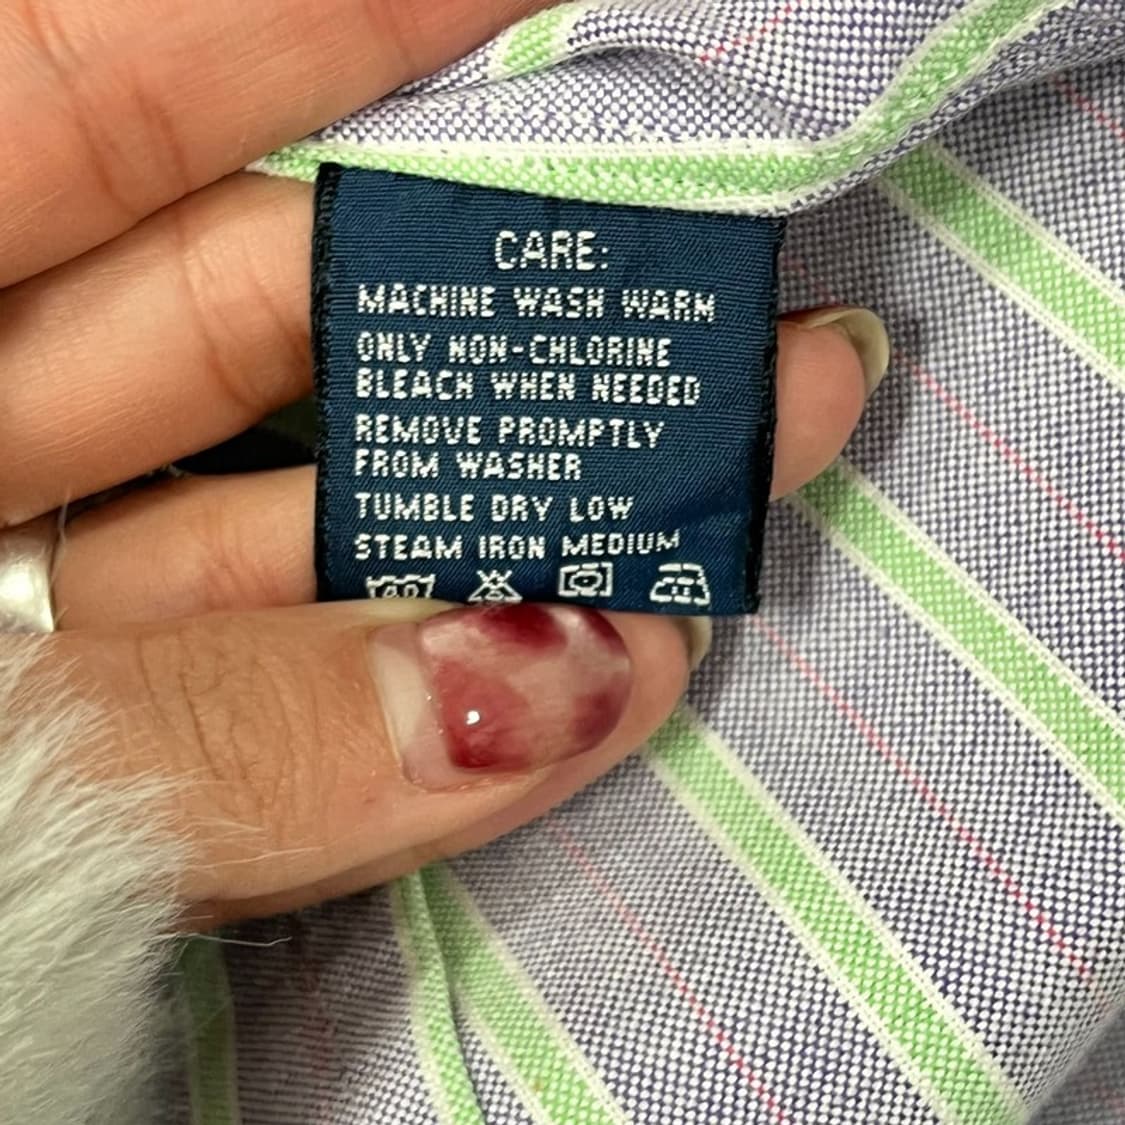 CARE:
MACHINE WASH WARM
ONLY NON-CHLORINE
BLEACH WHEN NEEDED
REMOVE PROMPTLY
FROM WASHER
TUMBLE DRY LOW
STEAM IRON MEDIUM
40